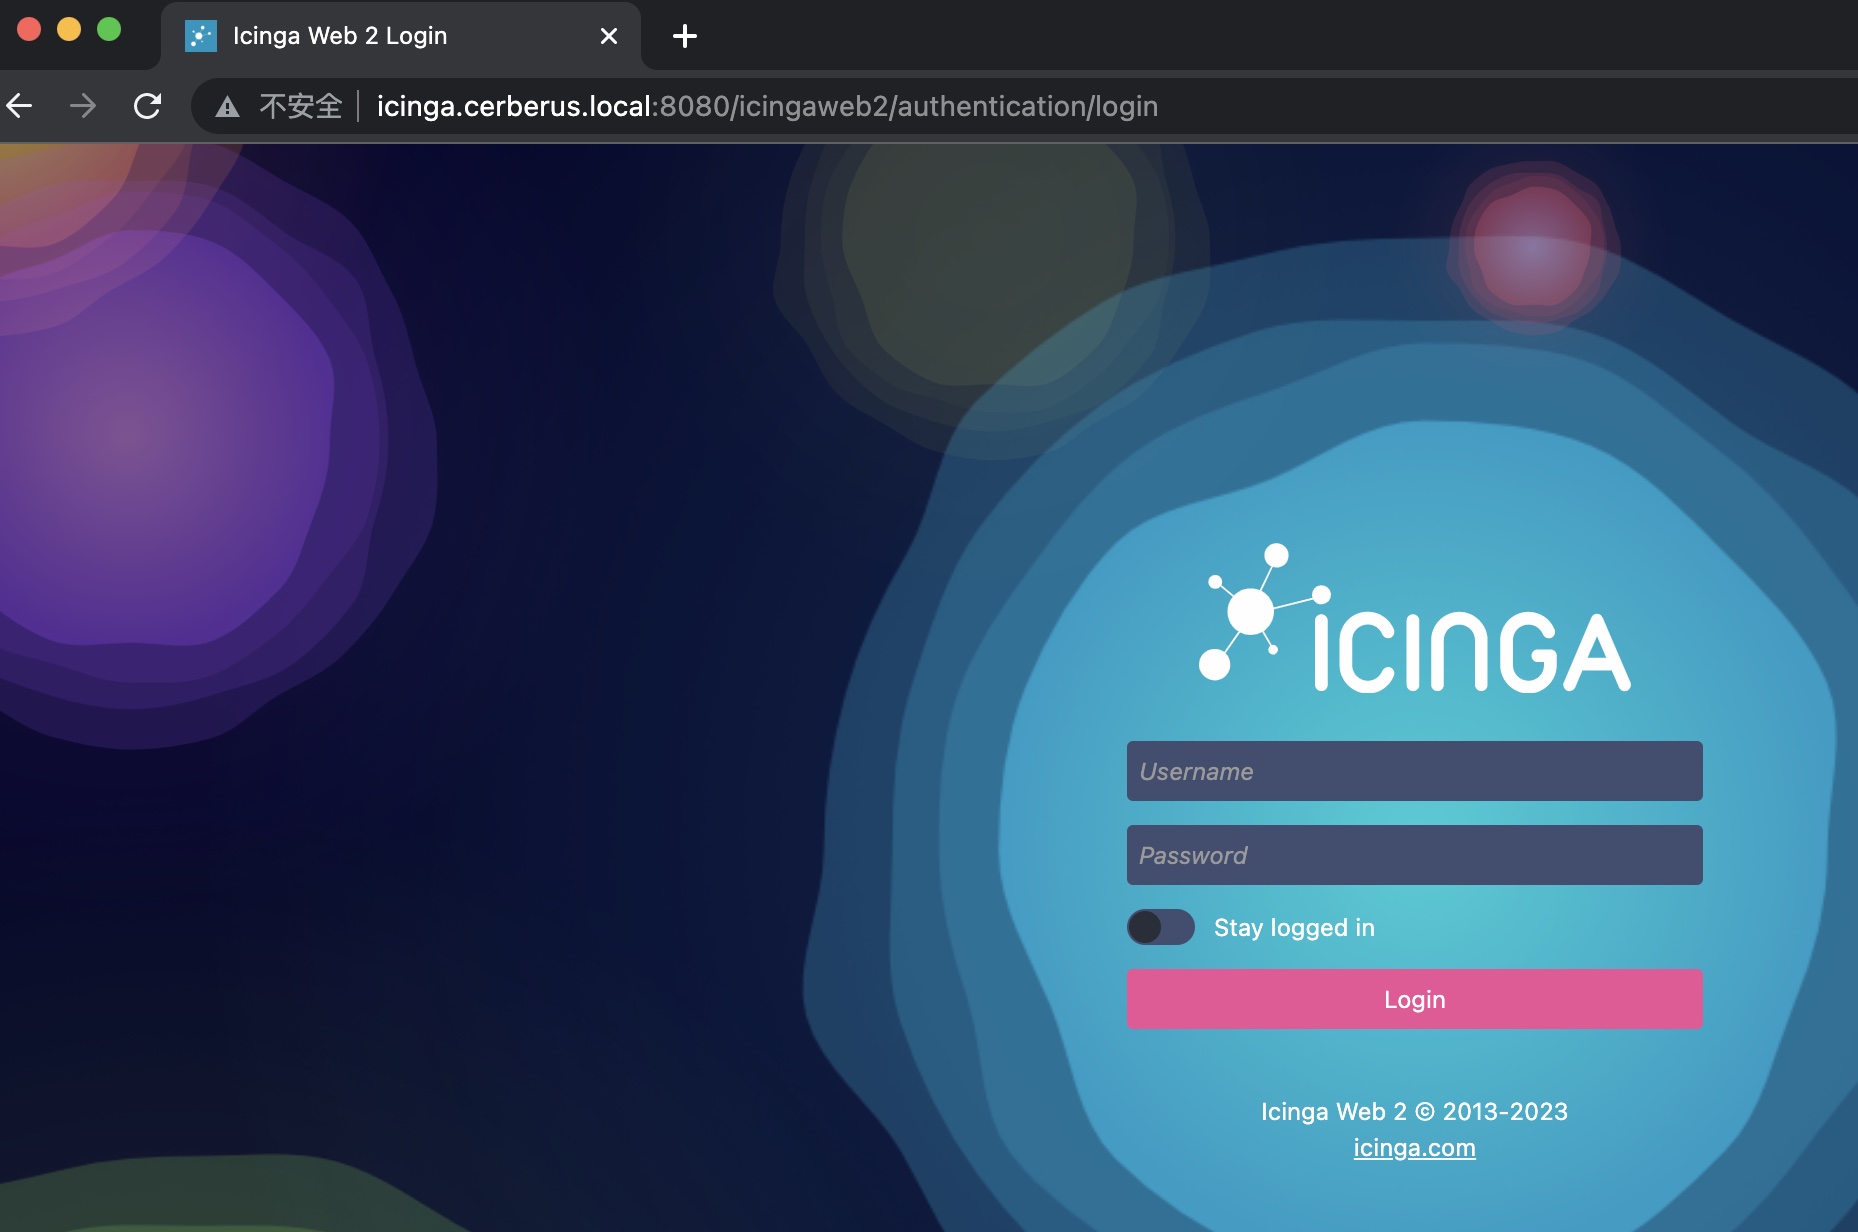 Icinga Web 2 Login
不安全 icinga.cerberus.local:8080/icingaweb2/authentication/login
ICINGA
Username
Password
Stay logged in
Login
Icinga Web 2 © 2013-2023
icinga.com